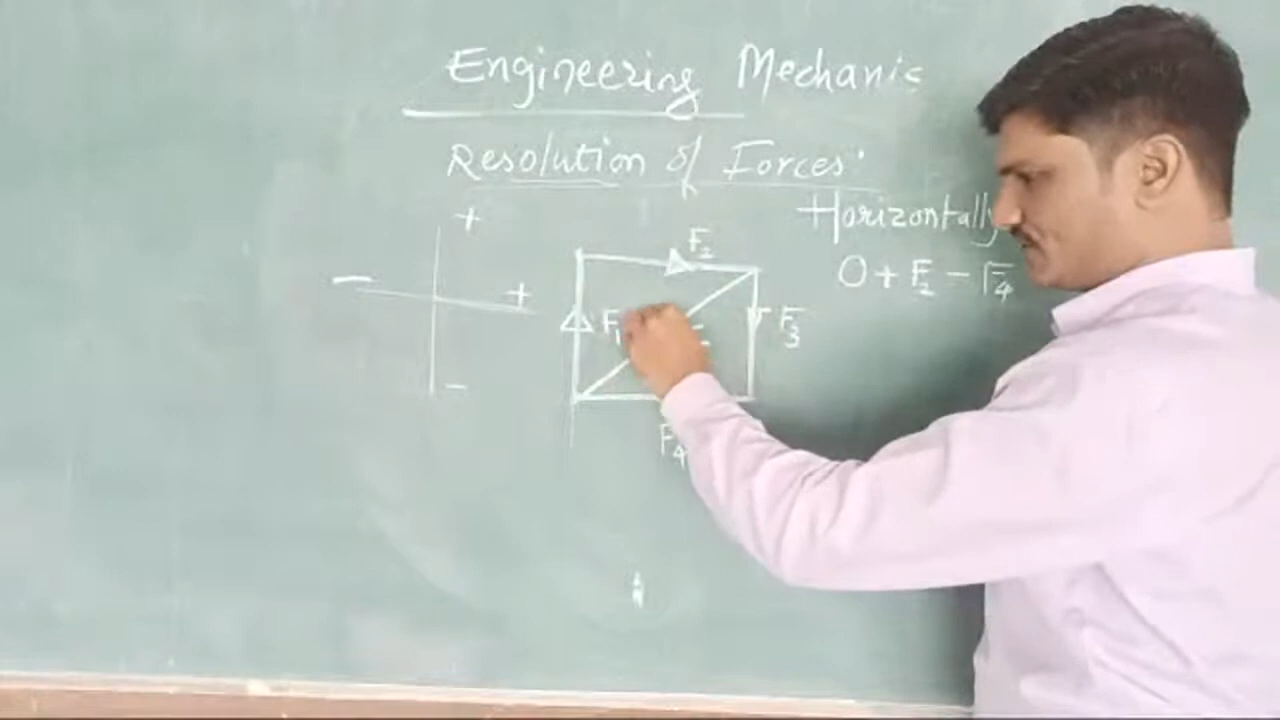 Engineering Mechanic
Resolution of Forces:
Horizontally
0 + F2 - F4
+
-
+
-
F2
F1
F3
F4